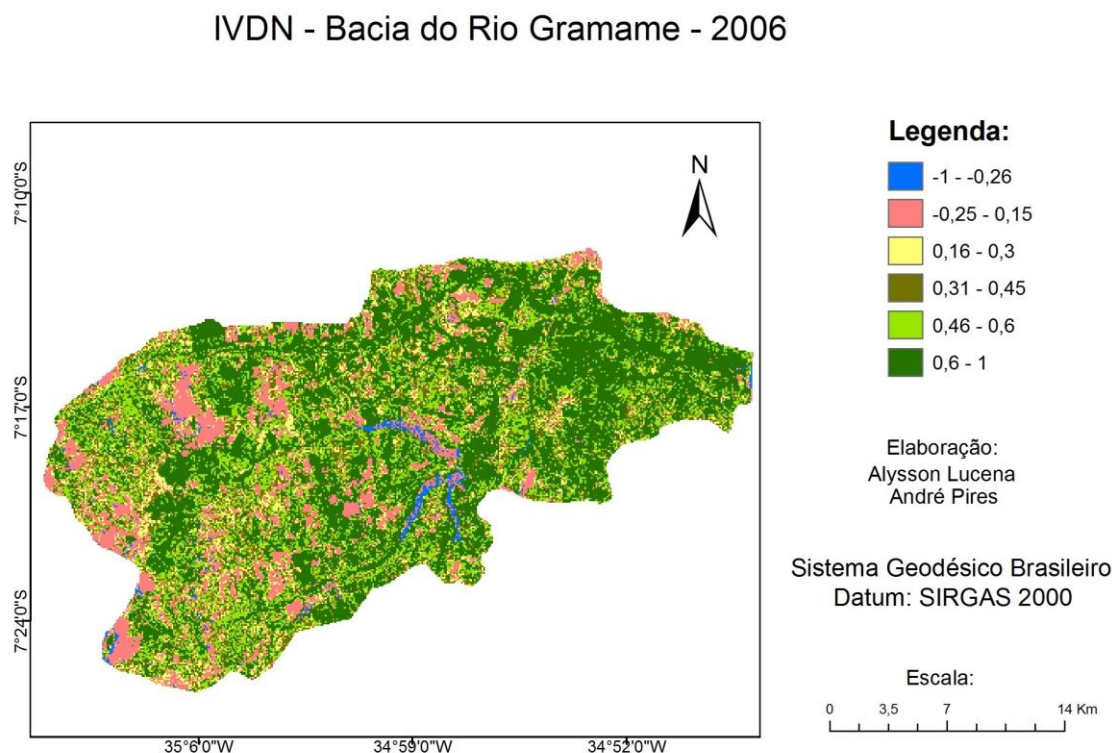 IVDN - Bacia do Rio Gramame - 2006
N
7°10'0"S
7°17'0"S
7°24'0"S
35°6'0"W
34°59'0"W
34°52'0"W
Legenda:
-1 - -0,26
-0,25 - 0,15
0,16 - 0,3
0,31 - 0,45
0,46 - 0,6
0,6 - 1
Elaboração:
Alysson Lucena
André Pires
Sistema Geodésico Brasileiro
Datum: SIRGAS 2000
Escala:
0 3,5 7 14 Km